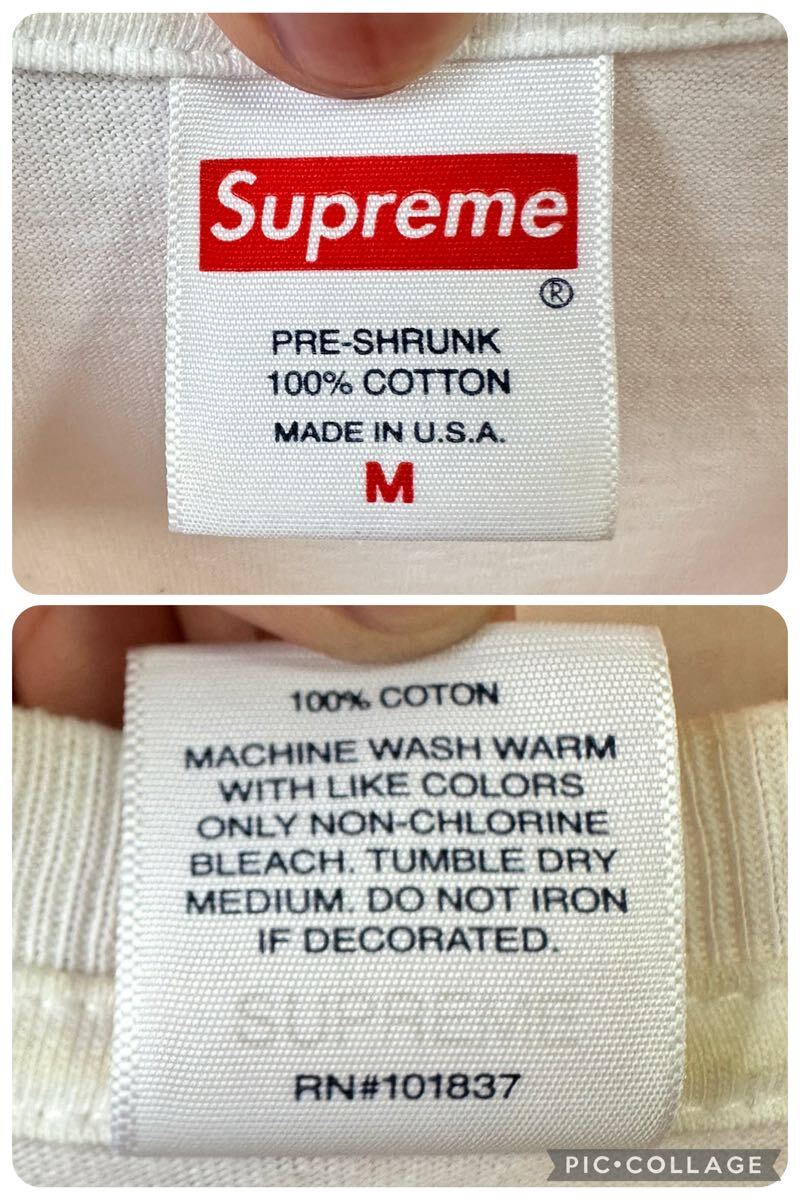 Supreme
®
PRE-SHRUNK
100% COTTON
MADE IN U.S.A.
M
100% COTON
MACHINE WASH WARM
WITH LIKE COLORS
ONLY NON-CHLORINE
BLEACH. TUMBLE DRY
MEDIUM. DO NOT IRON
IF DECORATED.
SUPREME
RN#101837
PIC•COLLAGE